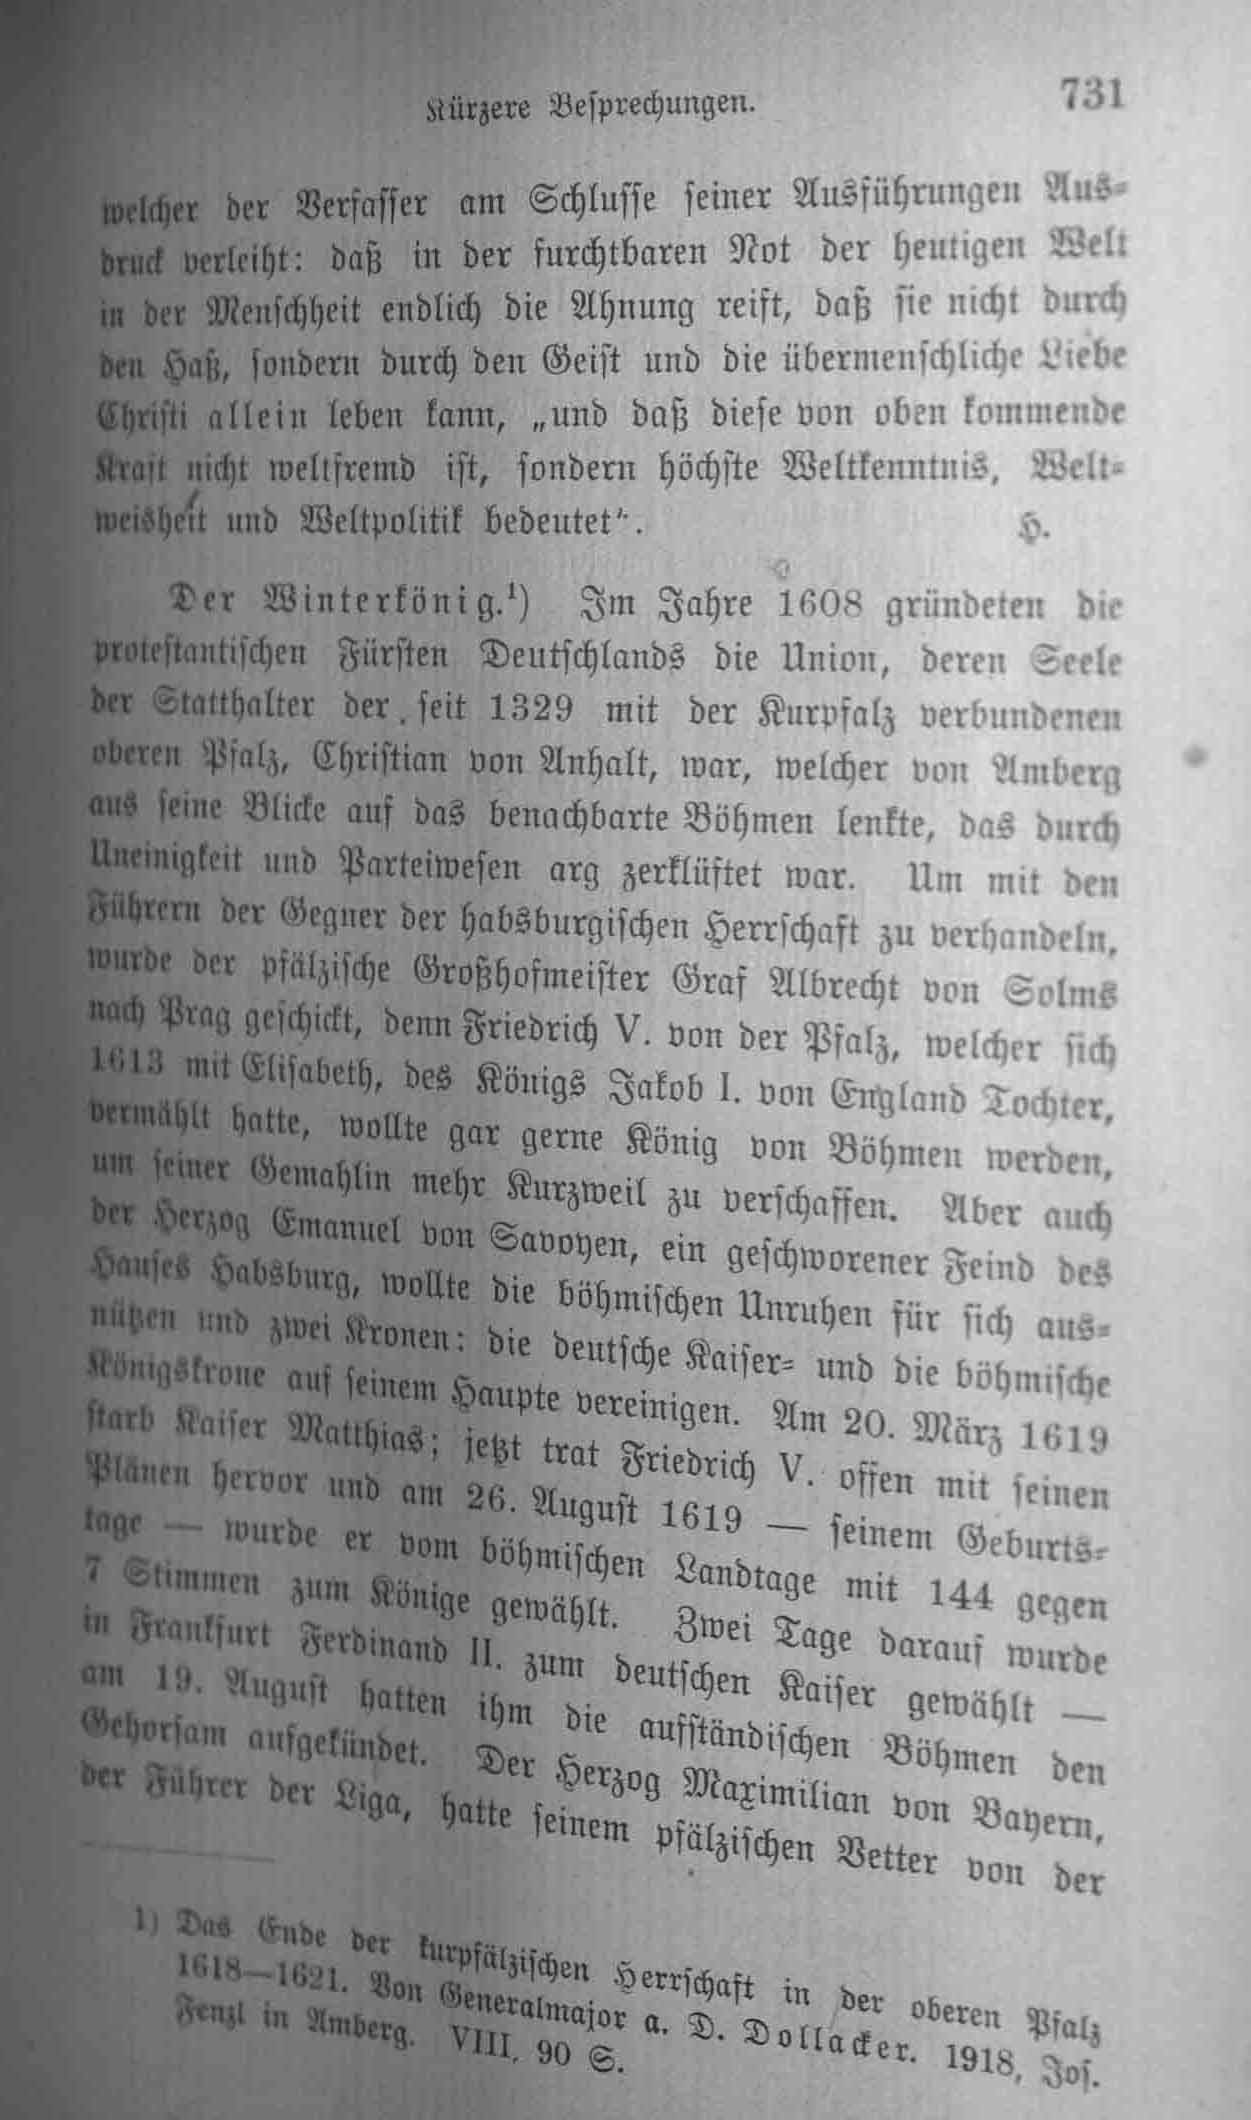 Kürzere Besprechungen. 731
welcher der Verfasser am Schlusse seiner Ausführungen Aus-
druck verleiht: daß in der furchtbaren Not der heutigen Welt
in der Menschheit endlich die Ahnung reift, daß sie nicht durch
den Haß, sondern durch den Geist und die übermenschliche Liebe
Christi allein leben kann, „und daß diese von oben kommende
Kraft nicht weltfremd ist, sondern höchste Weltkenntnis, Welt-
weisheit und Weltpolitik bedeutet“. H.
Der Winterkönig.¹) Im Jahre 1608 gründeten die
protestantischen Fürsten Deutschlands die Union, deren Seele
der Statthalter der seit 1329 mit der Kurpfalz verbundenen
oberen Pfalz, Christian von Anhalt, war, welcher von Amberg
aus seine Blicke auf das benachbarte Böhmen lenkte, das durch
Uneinigkeit und Parteiwesen arg zerklüftet war. Um mit den
Führern der Gegner der habsburgischen Herrschaft zu verhandeln,
wurde der pfälzische Großhofmeister Graf Albrecht von Solms
nach Prag geschickt, denn Friedrich V. von der Pfalz, welcher sich
1613 mit Elisabeth, des Königs Jakob I. von England Tochter,
vermählt hatte, wollte gar gerne König von Böhmen werden,
um seiner Gemahlin mehr Kurzweil zu verschaffen. Aber auch
der Herzog Emanuel von Savoyen, ein geschworener Feind des
Hauses Habsburg, wollte die böhmischen Unruhen für sich aus-
nützen und zwei Kronen: die deutsche Kaiser- und die böhmische
Königskrone auf seinem Haupte vereinigen. Am 20. März 1619
starb Kaiser Matthias; jetzt trat Friedrich V. offen mit seinen
Plänen hervor und am 26. August 1619 — seinem Geburts-
tage — wurde er vom böhmischen Landtage mit 144 gegen
7 Stimmen zum Könige gewählt. Zwei Tage darauf wurde
in Frankfurt Ferdinand II. zum deutschen Kaiser gewählt —
am 19. August hatten ihm die aufständischen Böhmen den
Gehorsam aufgekündet. Der Herzog Maximilian von Bayern,
der Führer der Liga, hatte seinem pfälzischen Vetter von der
1) Das Ende der kurpfälzischen Herrschaft in der oberen Pfalz
1618—1621. Von Generalmajor a. D. Dollacker. 1918, Jos.
Fenzl in Amberg. VIII, 90 S.